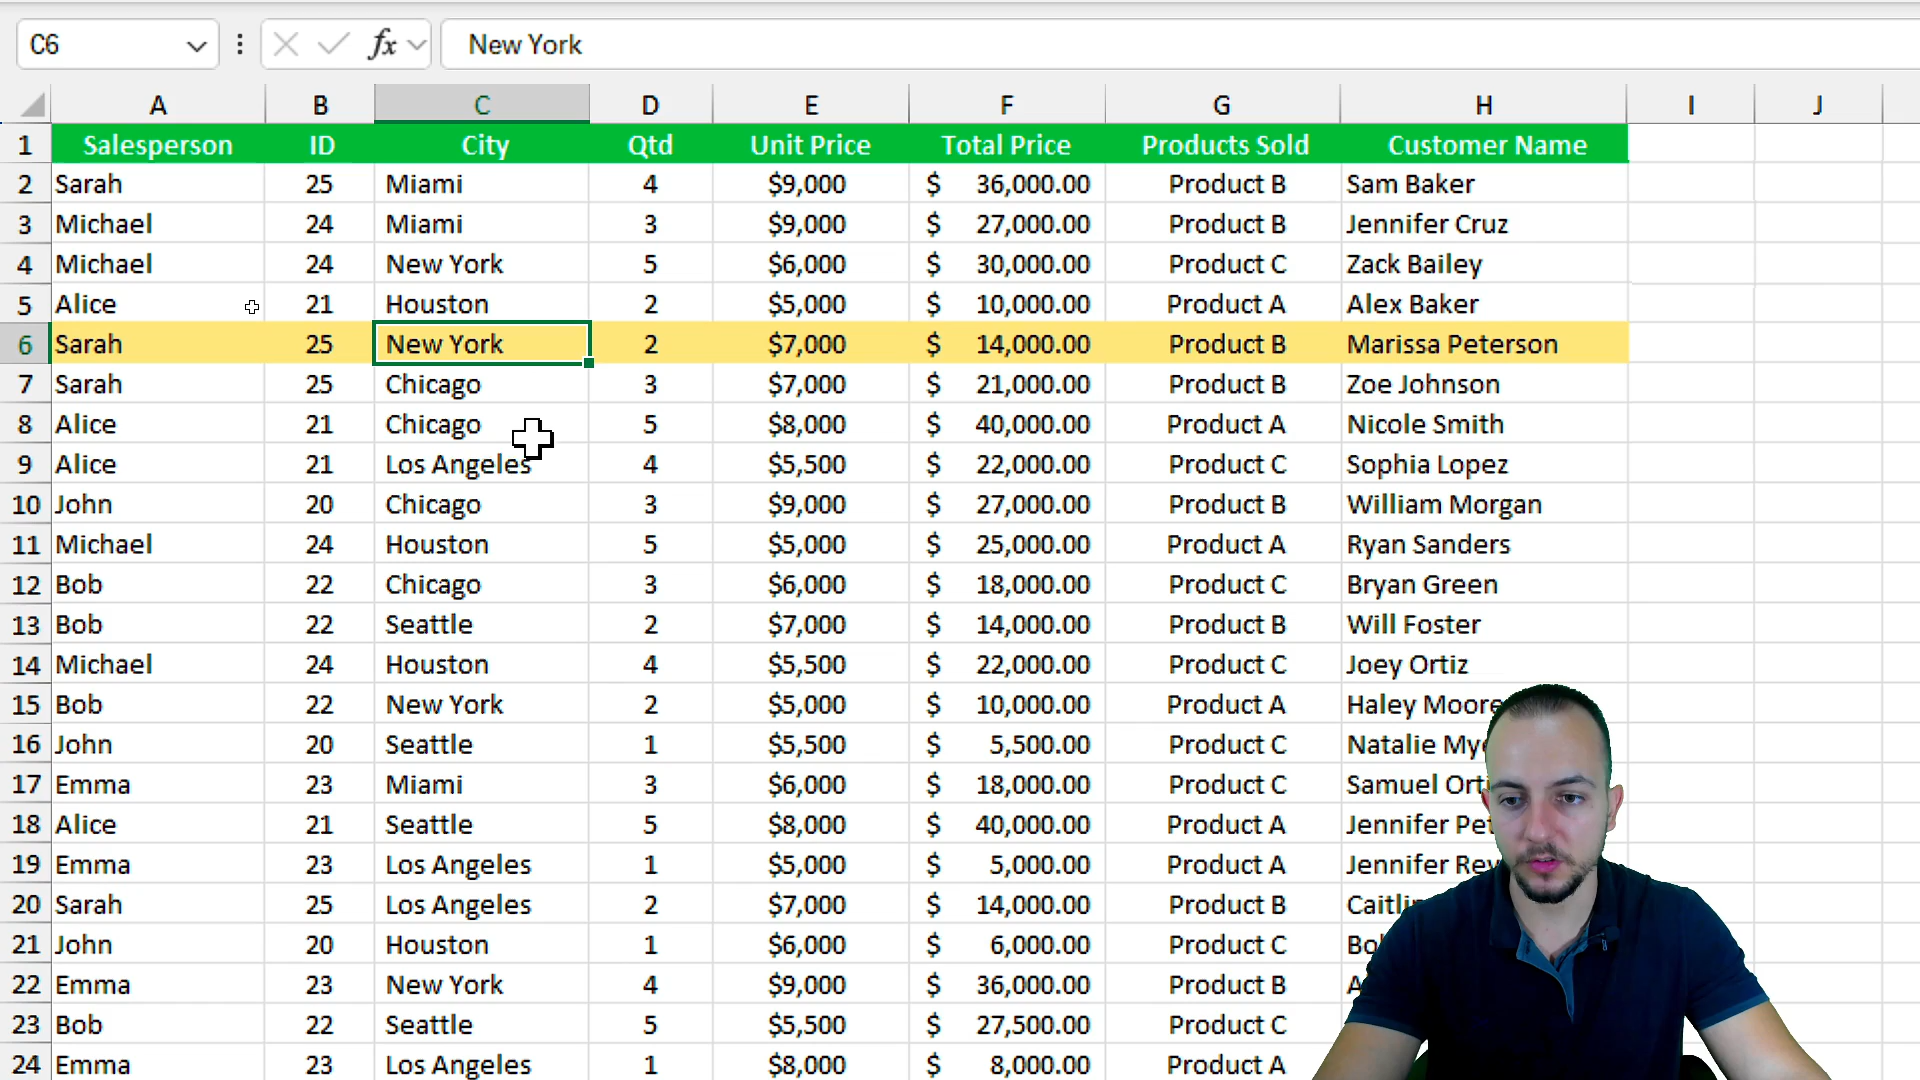 C6 fx New York
A B C D E F G H I J
1 Salesperson ID City Qtd Unit Price Total Price Products Sold Customer Name
2 Sarah 25 Miami 4 $9,000 $ 36,000.00 Product B Sam Baker
3 Michael 24 Miami 3 $9,000 $ 27,000.00 Product B Jennifer Cruz
4 Michael 24 New York 5 $6,000 $ 30,000.00 Product C Zack Bailey
5 Alice 21 Houston 2 $5,000 $ 10,000.00 Product A Alex Baker
6 Sarah 25 New York 2 $7,000 $ 14,000.00 Product B Marissa Peterson
7 Sarah 25 Chicago 3 $7,000 $ 21,000.00 Product B Zoe Johnson
8 Alice 21 Chicago 5 $8,000 $ 40,000.00 Product A Nicole Smith
9 Alice 21 Los Angeles 4 $5,500 $ 22,000.00 Product C Sophia Lopez
10 John 20 Chicago 3 $9,000 $ 27,000.00 Product B William Morgan
11 Michael 24 Houston 5 $5,000 $ 25,000.00 Product A Ryan Sanders
12 Bob 22 Chicago 3 $6,000 $ 18,000.00 Product C Bryan Green
13 Bob 22 Seattle 2 $7,000 $ 14,000.00 Product B Will Foster
14 Michael 24 Houston 4 $5,500 $ 22,000.00 Product C Joey Ortiz
15 Bob 22 New York 2 $5,000 $ 10,000.00 Product A Haley Moore
16 John 20 Seattle 1 $5,500 $ 5,500.00 Product C Natalie
17 Emma 23 Miami 3 $6,000 $ 18,000.00 Product C Samuel
18 Alice 21 Seattle 5 $8,000 $ 40,000.00 Product A Jennifer
19 Emma 23 Los Angeles 1 $5,000 $ 5,000.00 Product A Jennifer
20 Sarah 25 Los Angeles 2 $7,000 $ 14,000.00 Product B
21 John 20 Houston 1 $6,000 $ 6,000.00 Product C
22 Emma 23 New York 4 $9,000 $ 36,000.00 Product B
23 Bob 22 Seattle 5 $5,500 $ 27,500.00 Product C
24 Emma 23 Los Angeles 1 $8,000 $ 8,000.00 Product A